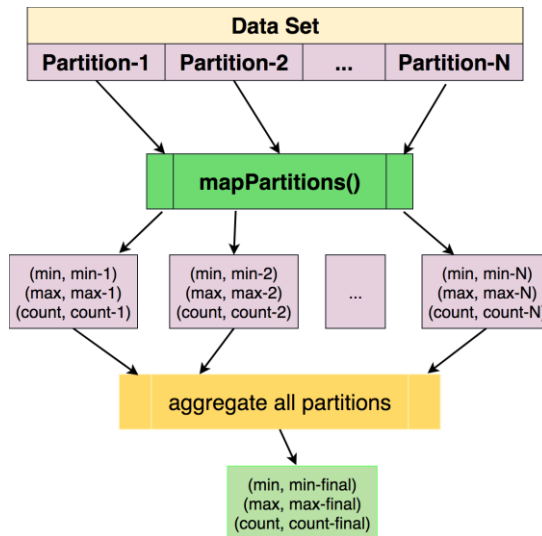 Data Set
Partition-1 Partition-2 ... Partition-N
mapPartitions()
(min, min-1) (min, min-2) (min, min-N)
(max, max-1) (max, max-2) ... (max, max-N)
(count, count-1) (count, count-2) (count, count-N)
aggregate all partitions
(min, min-final)
(max, max-final)
(count, count-final)